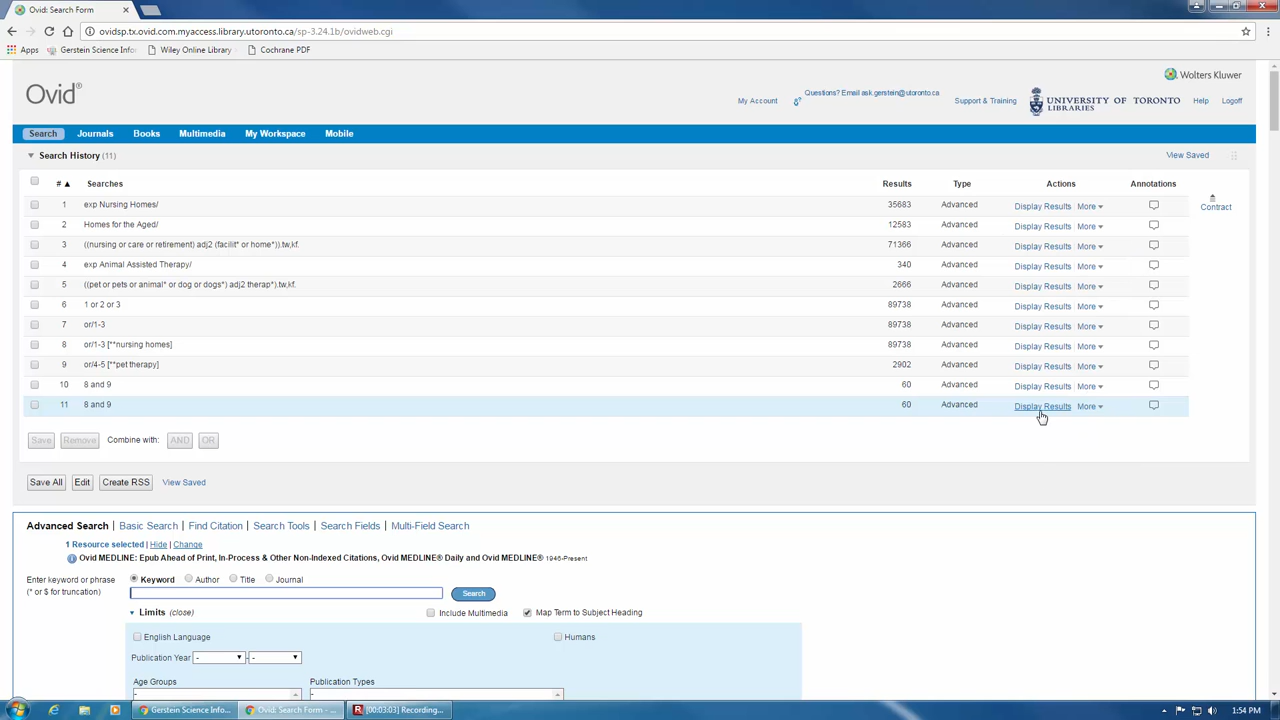 Ovid: Search Form
ovidsp.tx.ovid.com.myaccess.library.utoronto.ca/sp-3.24.1b/ovidweb.cgi
Apps Gerstein Science Info Wiley Online Library Cochrane PDF
Wolters Kluwer
Ovid®
My Account Questions? Email ask.gerstein@utoronto.ca Support & Training UNIVERSITY OF TORONTO LIBRARIES Help Logoff
Search Journals Books Multimedia My Workspace Mobile
Search History (11) View Saved
# ▲ Searches Results Type Actions Annotations
Contract
1 exp Nursing Homes/ 35683 Advanced Display Results More
2 Homes for the Aged/ 12583 Advanced Display Results More
3 ((nursing or care or retirement) adj2 (facilit* or home*)).tw,kf. 71366 Advanced Display Results More
4 exp Animal Assisted Therapy/ 340 Advanced Display Results More
5 ((pet or pets or animal* or dog or dogs*) adj2 therap*).tw,kf. 2666 Advanced Display Results More
6 1 or 2 or 3 89738 Advanced Display Results More
7 or/1-3 89738 Advanced Display Results More
8 or/1-3 [**nursing homes] 89738 Advanced Display Results More
9 or/4-5 [**pet therapy] 2902 Advanced Display Results More
10 8 and 9 60 Advanced Display Results More
11 8 and 9 60 Advanced Display Results More
Save Remove Combine with: AND OR
Save All Edit Create RSS View Saved
Advanced Search | Basic Search | Find Citation | Search Tools | Search Fields | Multi-Field Search
1 Resource selected | Hide | Change
Ovid MEDLINE: Epub Ahead of Print, In-Process & Other Non-Indexed Citations, Ovid MEDLINE® Daily and Ovid MEDLINE® 1946-Present
Enter keyword or phrase
(* or $ for truncation)
Keyword Author Title Journal
Search
Limits (close) Include Multimedia Map Term to Subject Heading
English Language Humans
Publication Year - - -
Age Groups Publication Types
- -
Gerstein Science Info... Ovid: Search Form - ... [00:03:03] Recording... 1:54 PM